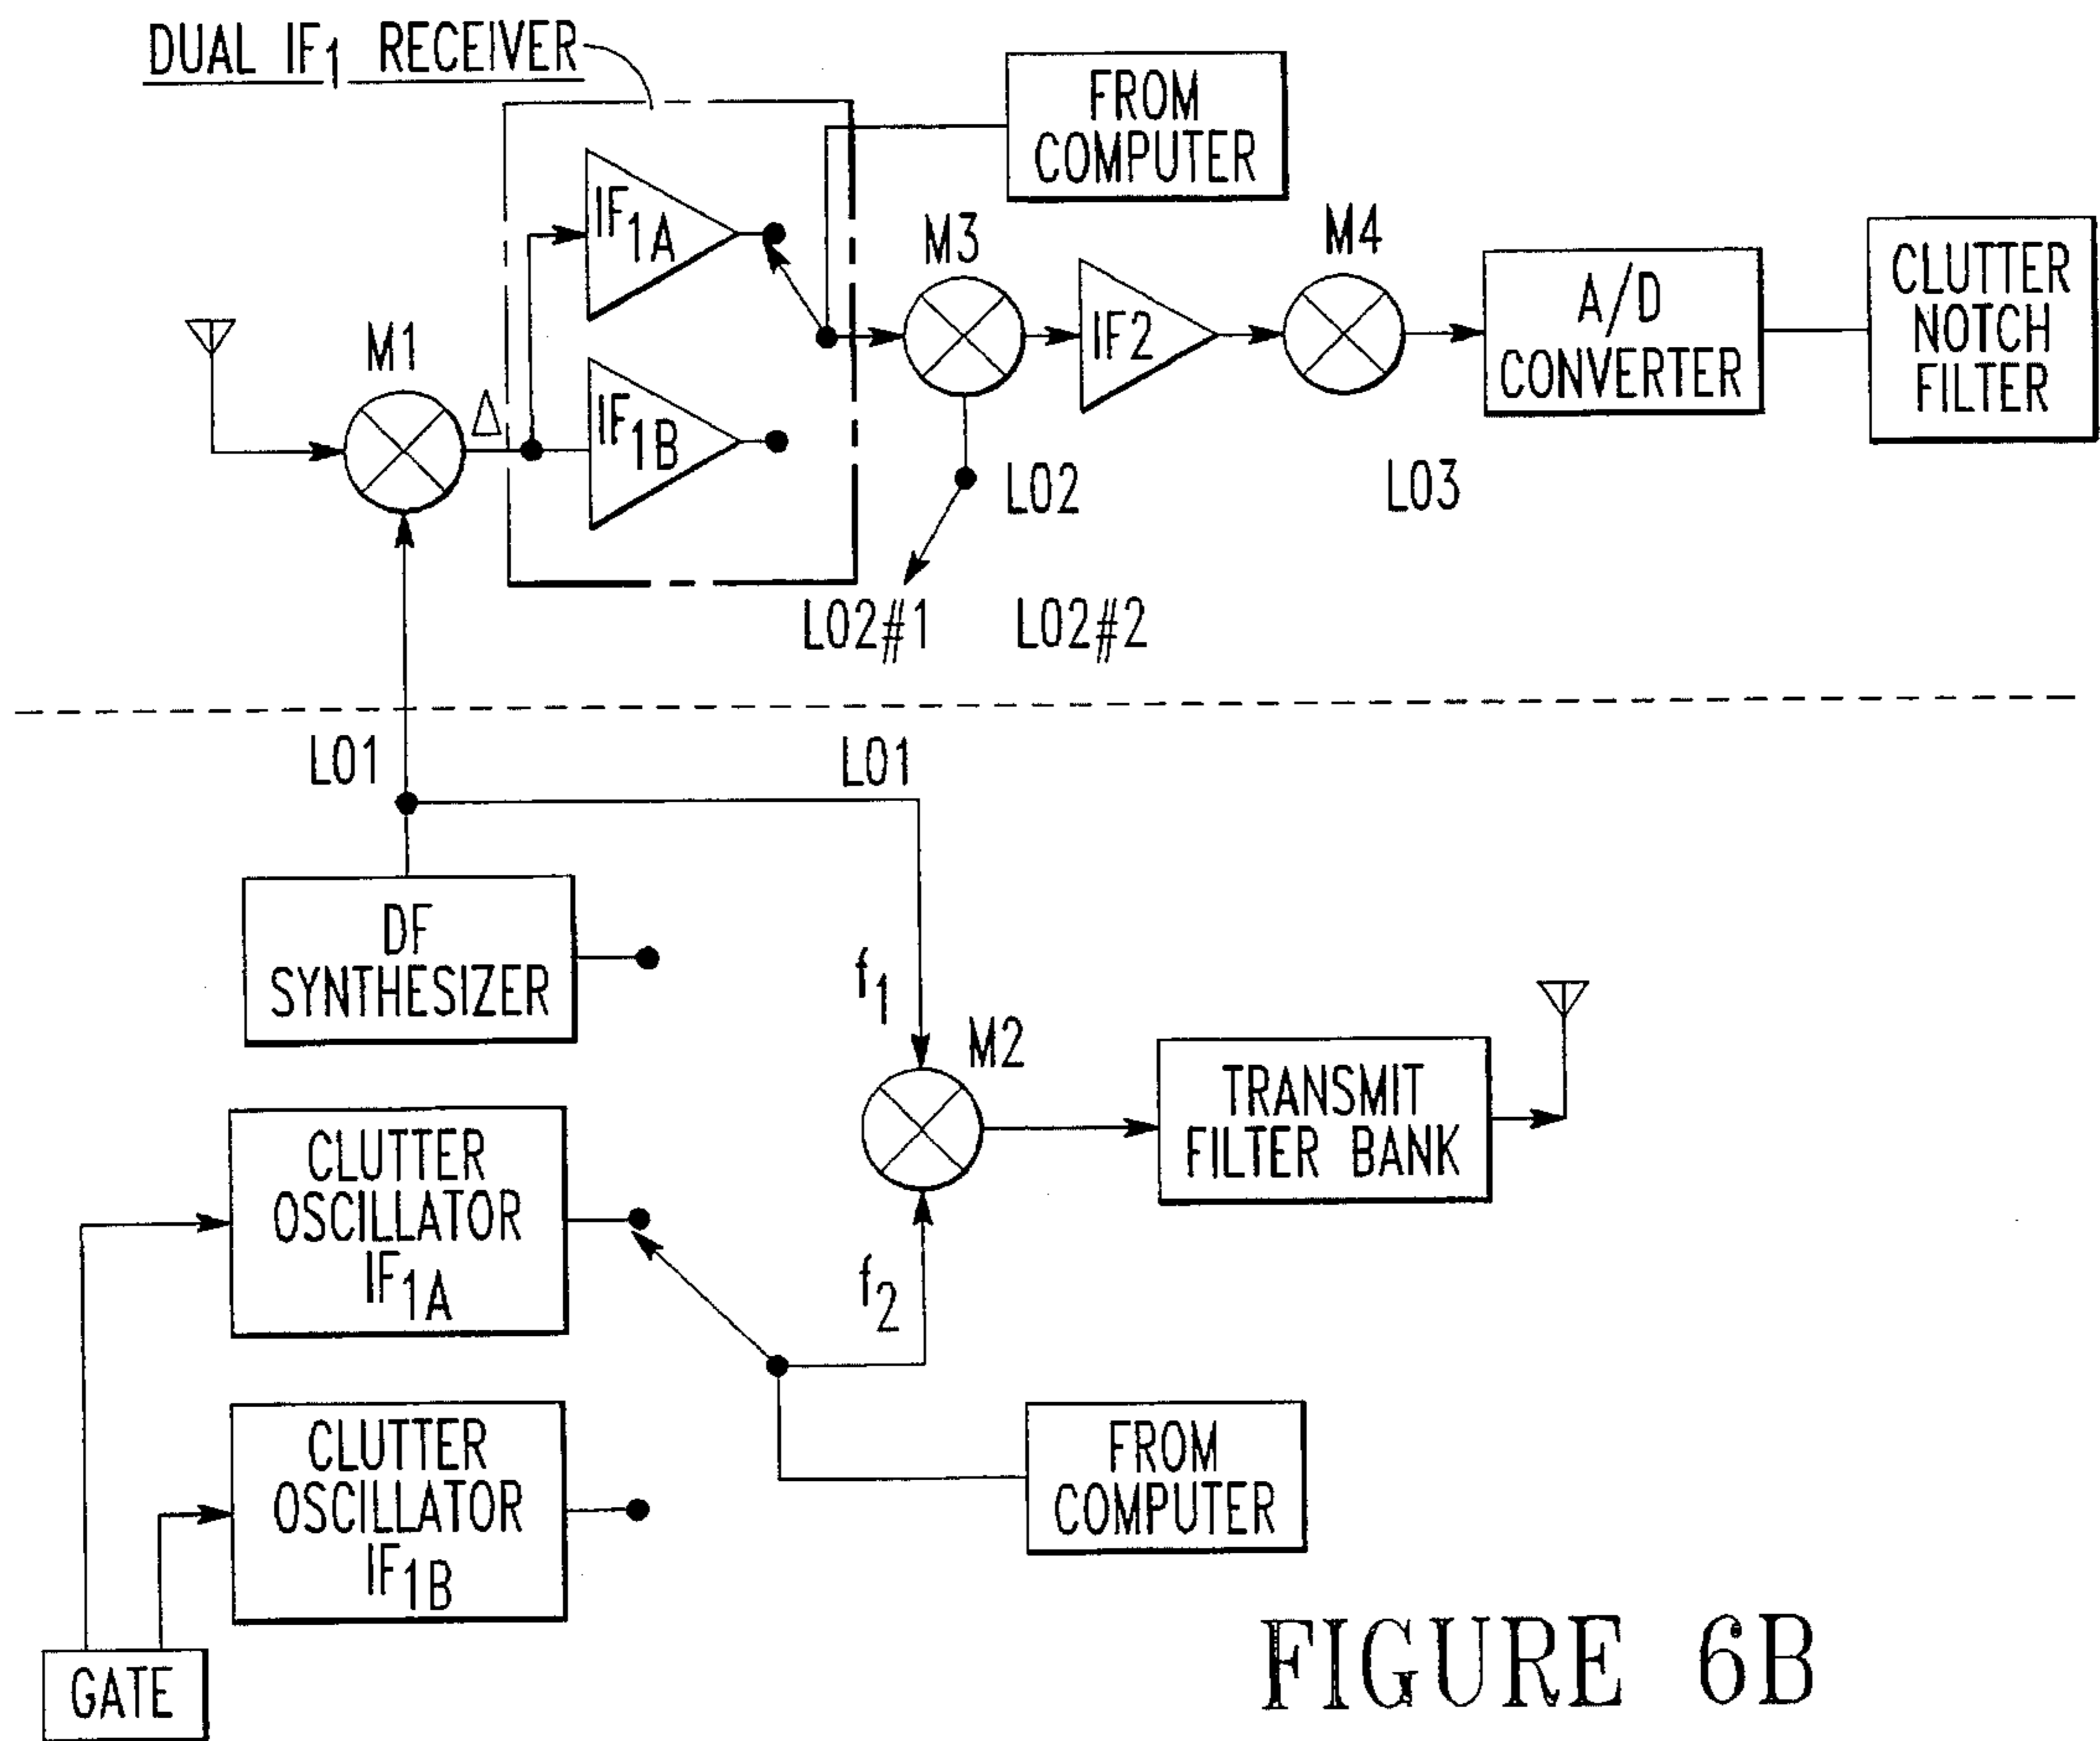 DUAL IF1 RECEIVER
FROM
COMPUTER
IF1A
M3
M4
A/D
CONVERTER
CLUTTER
NOTCH
FILTER
M1
Δ
IF1B
IF2
LO2
LO3
LO2#1
LO2#2
LO1
LO1
DF
SYNTHESIZER
f1
M2
TRANSMIT
FILTER BANK
CLUTTER
OSCILLATOR
IF1A
f2
CLUTTER
OSCILLATOR
IF1B
FROM
COMPUTER
GATE
FIGURE 6B